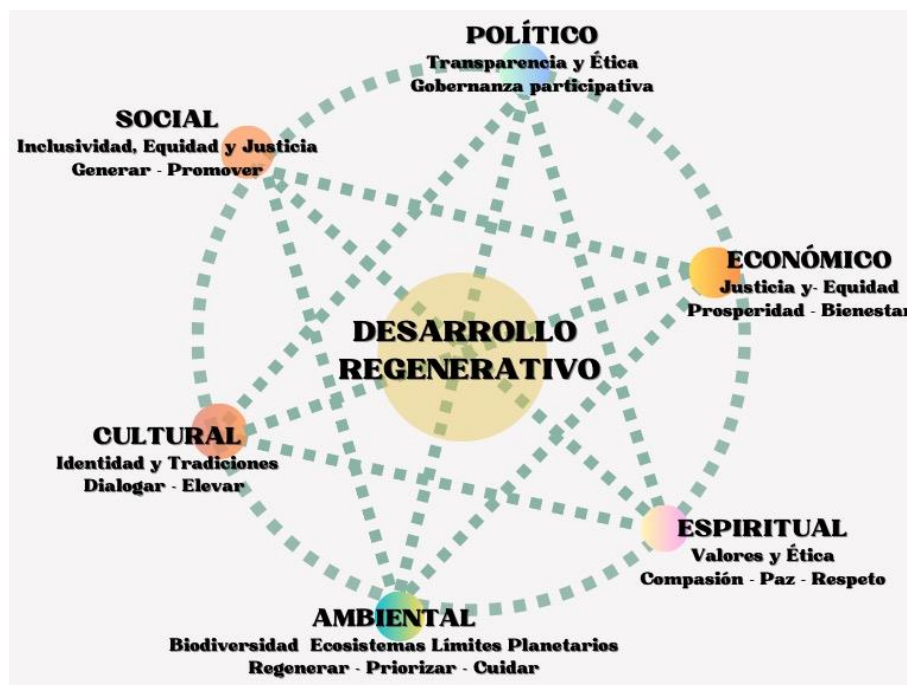 POLÍTICO
Transparencia y Ética
Gobernanza participativa
SOCIAL
Inclusividad, Equidad y Justicia
Generar - Promover
ECONÓMICO
Justicia y- Equidad
Prosperidad - Bienestar
DESARROLLO
REGENERATIVO
CULTURAL
Identidad y Tradiciones
Dialogar - Elevar
ESPIRITUAL
Valores y Ética
Compasión - Paz - Respeto
AMBIENTAL
Biodiversidad Ecosistemas Límites Planetarios
Regenerar - Priorizar - Cuidar